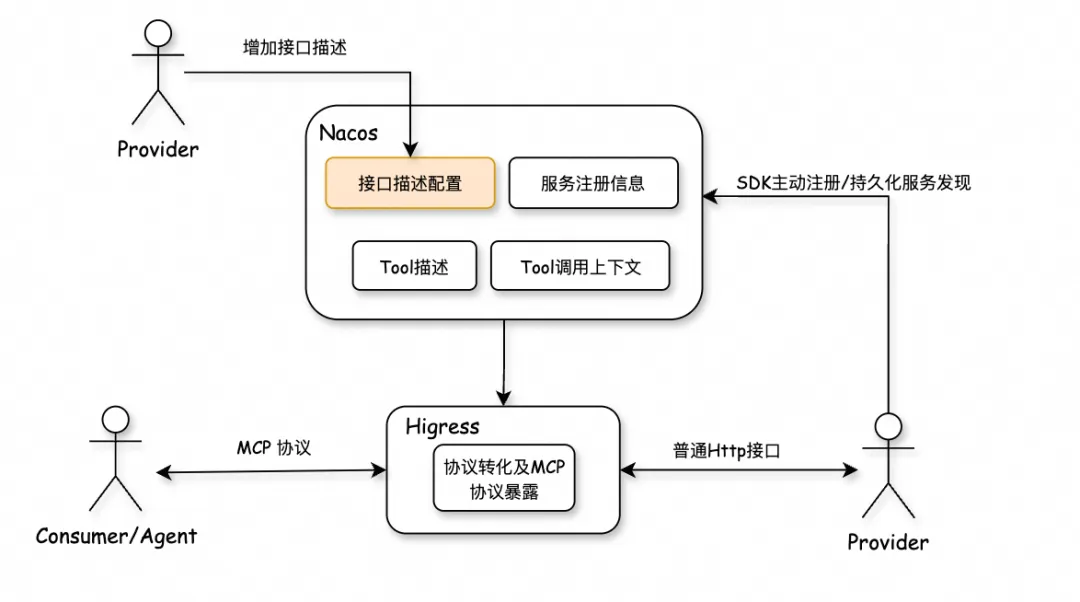 增加接口描述
Provider
Nacos
接口描述配置
服务注册信息
SDK主动注册/持久化服务发现
Tool描述
Tool调用上下文
Higress
MCP 协议
协议转化及MCP
协议暴露
普通Http接口
Consumer/Agent
Provider